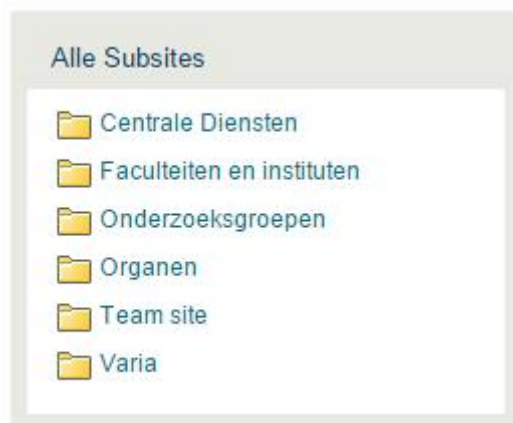 Alle Subsites
Centrale Diensten
Faculteiten en instituten
Onderzoeksgroepen
Organen
Team site
Varia